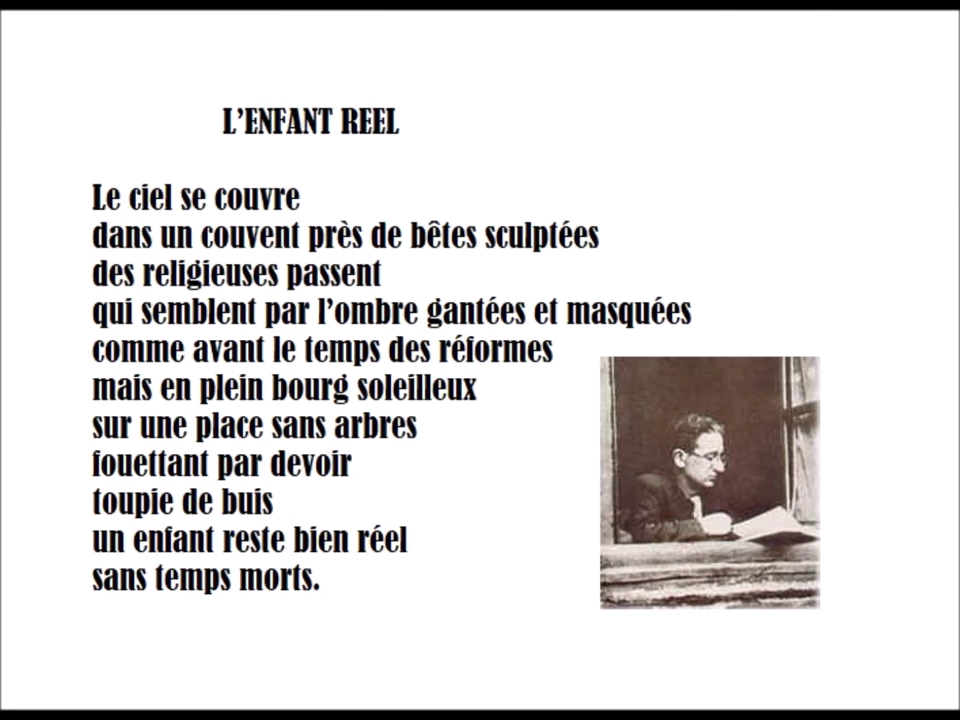 L’ENFANT REEL
Le ciel se couvre
dans un couvent près de bêtes sculptées
des religieuses passent
qui semblent par l’ombre gantées et masquées
comme avant le temps des réformes
mais en plein bourg soleilleux
sur une place sans arbres
fouettant par devoir
toupie de buis
un enfant reste bien réel
sans temps morts.